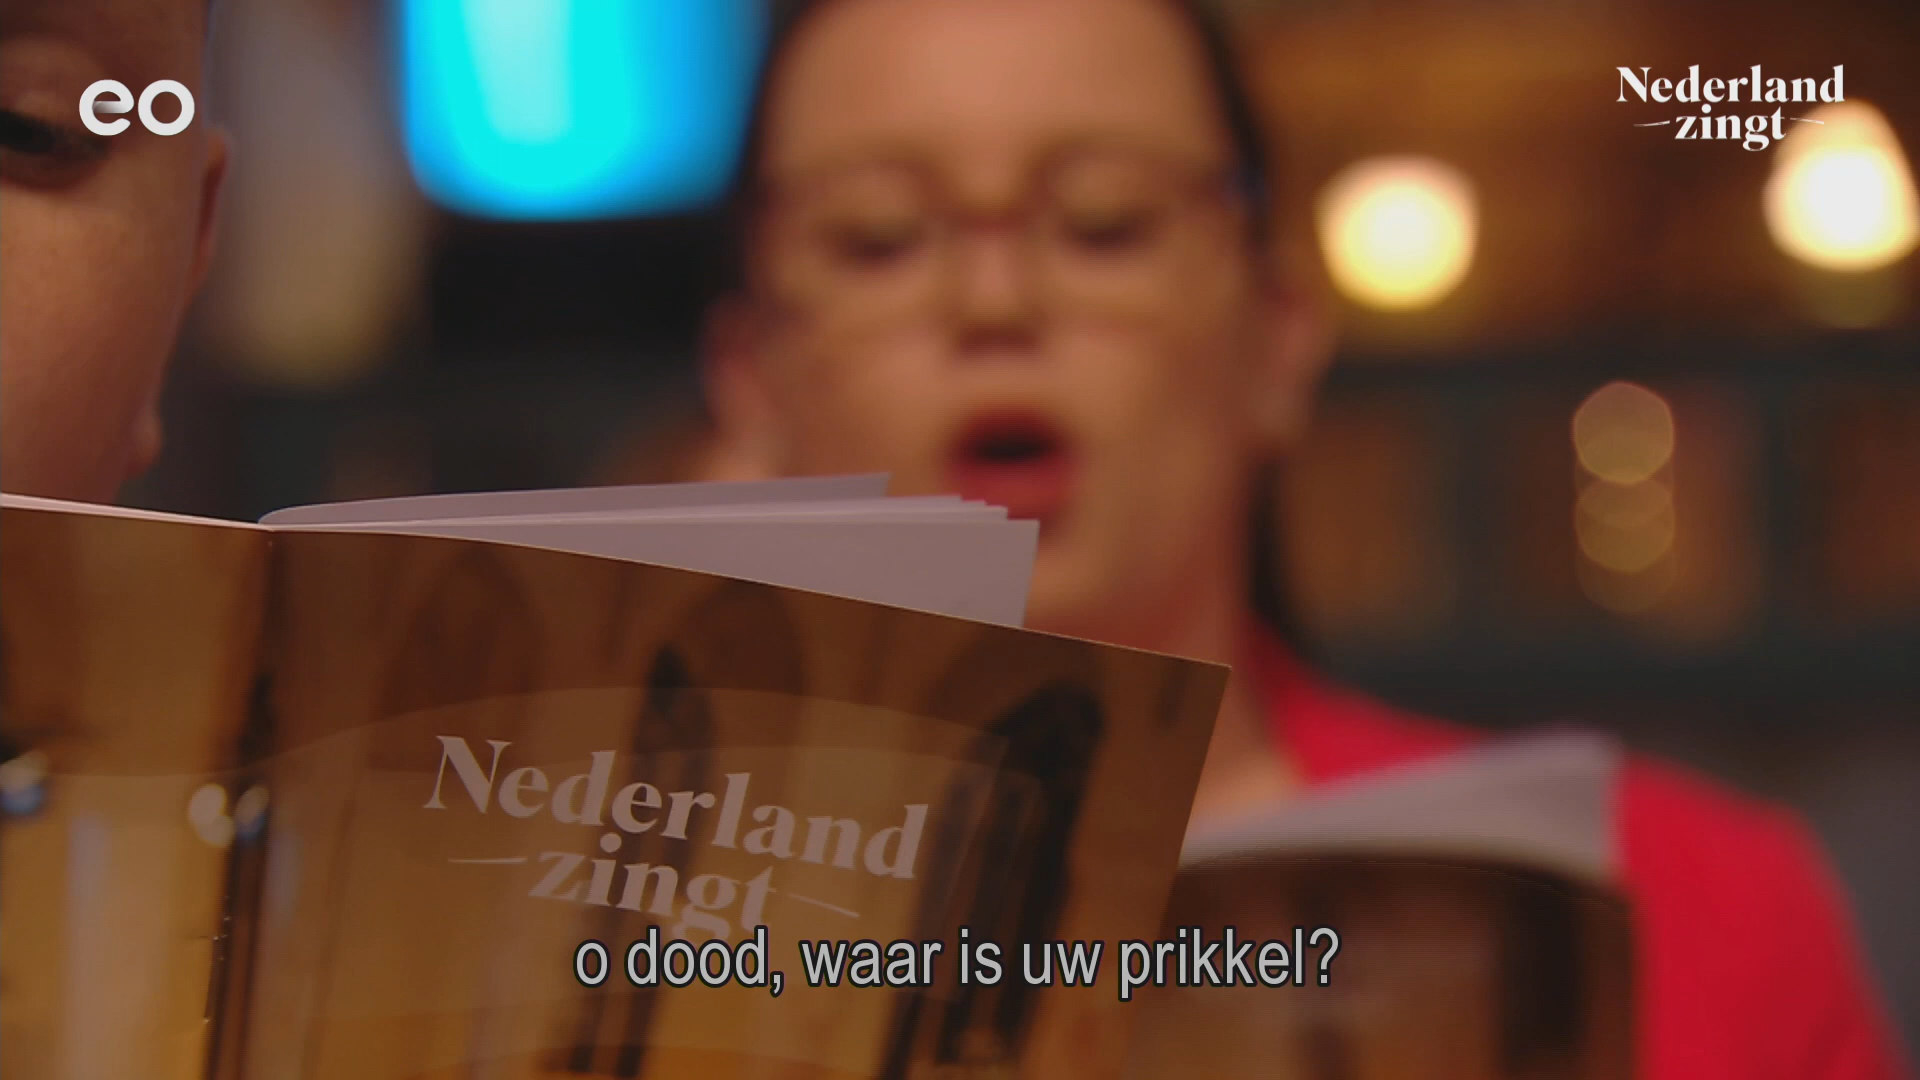 eo
Nederland
zingt
Nederland
zingt
o dood, waar is uw prikkel?